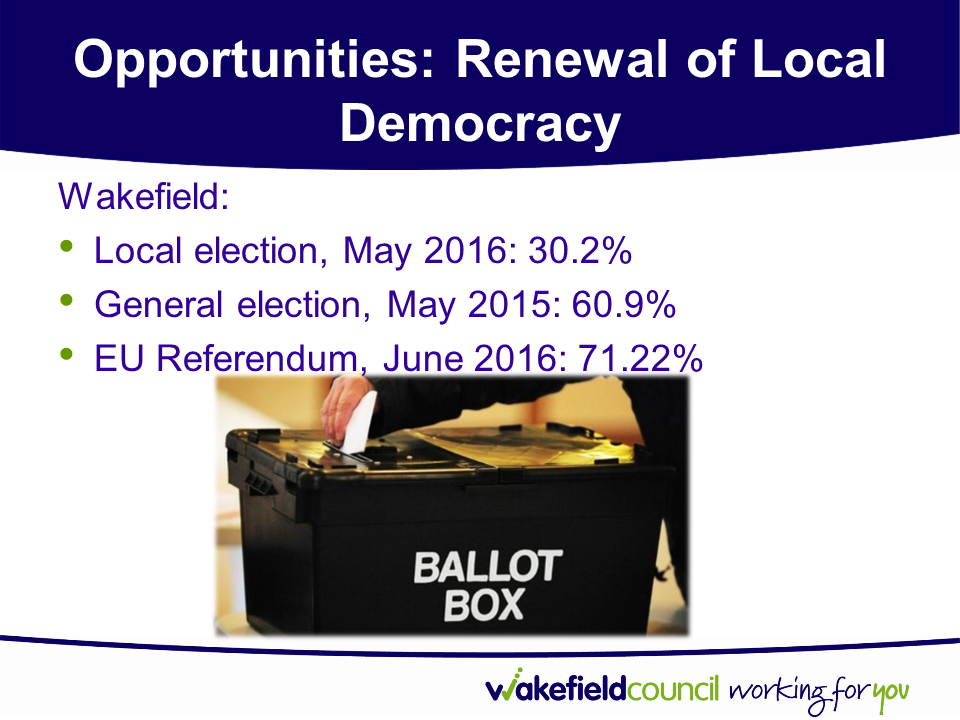 Opportunities: Renewal of Local
Democracy
Wakefield:
• Local election, May 2016: 30.2%
• General election, May 2015: 60.9%
• EU Referendum, June 2016: 71.22%
BALLOT
BOX
wakefieldcouncil working for you